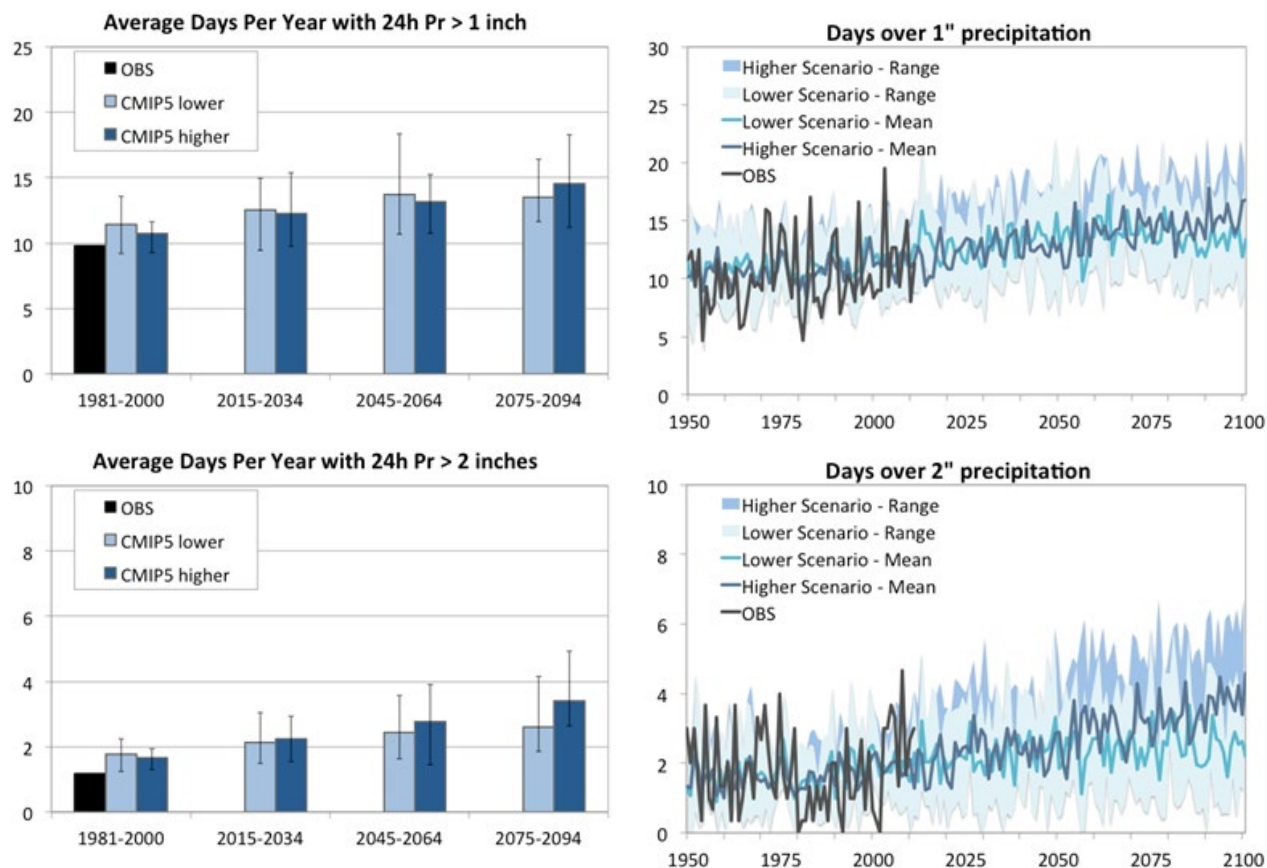 Average Days Per Year with 24h Pr > 1 inch
25
20
15
10
5
0
OBS
CMIP5 lower
CMIP5 higher
1981-2000 2015-2034 2045-2064 2075-2094
Days over 1" precipitation
30
25
20
15
10
5
0
Higher Scenario - Range
Lower Scenario - Range
Lower Scenario - Mean
Higher Scenario - Mean
OBS
1950 1975 2000 2025 2050 2075 2100
Average Days Per Year with 24h Pr > 2 inches
10
8
6
4
2
0
OBS
CMIP5 lower
CMIP5 higher
1981-2000 2015-2034 2045-2064 2075-2094
Days over 2" precipitation
10
8
6
4
2
0
Higher Scenario - Range
Lower Scenario - Range
Lower Scenario - Mean
Higher Scenario - Mean
OBS
1950 1975 2000 2025 2050 2075 2100